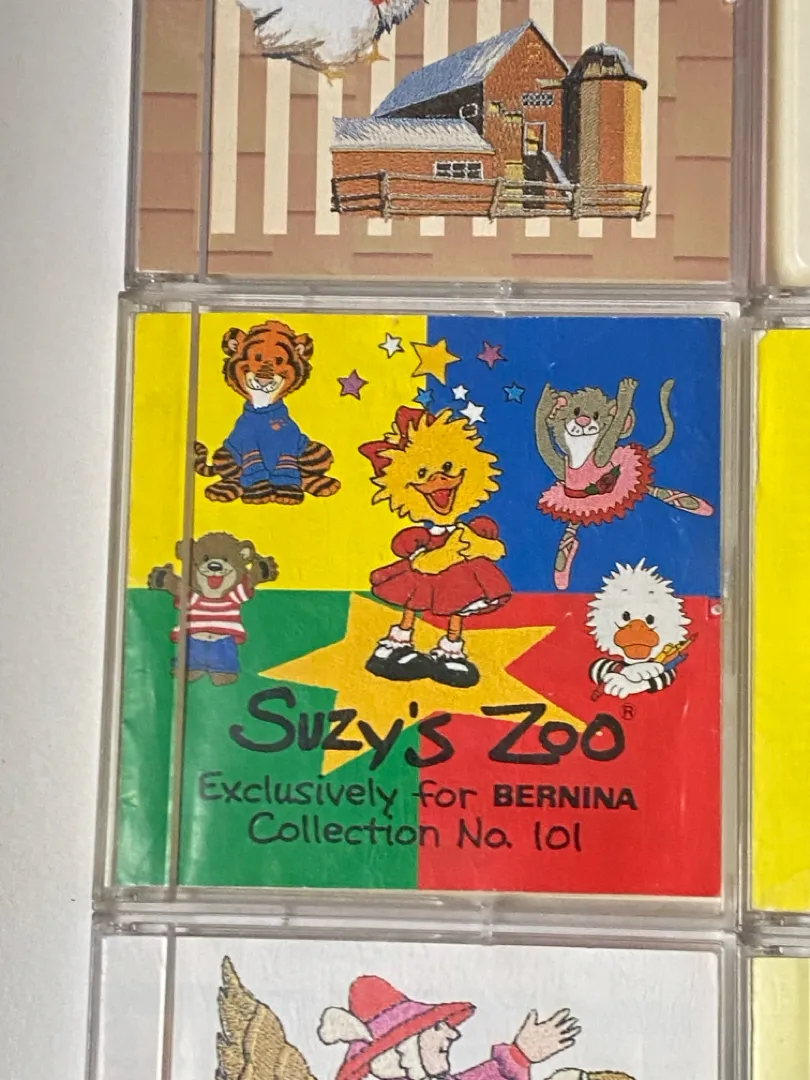 Suzy's Zoo ®
Exclusively for BERNINA
Collection No. 101